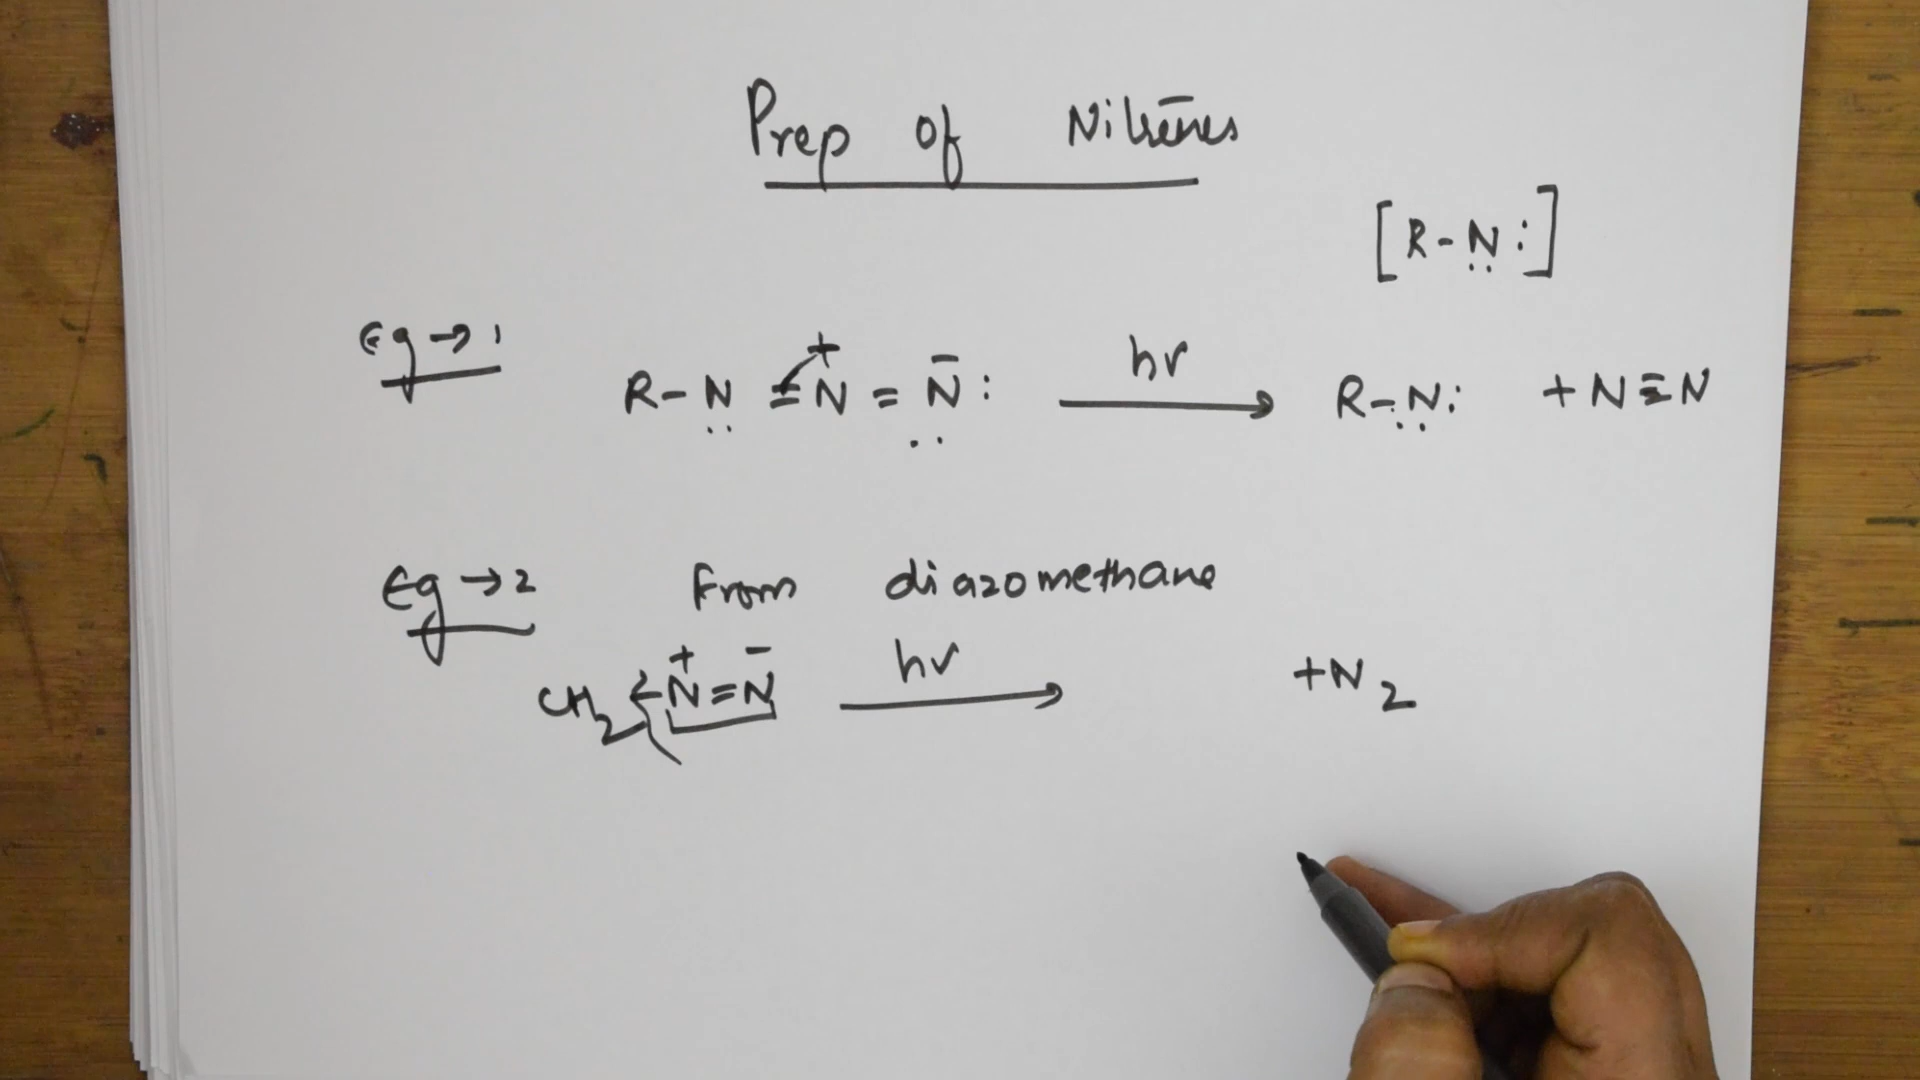 Prep of Nitrenes
[R-N̤:]
Eg → 1
R-N̤=N⁺=N̤⁻: hν → R-N̤: + N≡N
Eg → 2 From diazomethane
CH₂=N⁺=N⁻ hν → +N₂